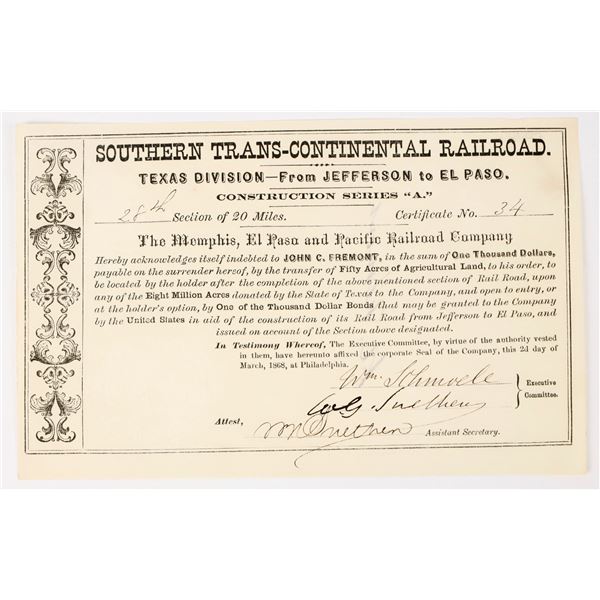 SOUTHERN TRANS-CONTINENTAL RAILROAD.
TEXAS DIVISION—From JEFFERSON to EL PASO.
CONSTRUCTION SERIES "A."
28th Section of 20 Miles. Certificate No. 34
The Memphis, El Paso and Pacific Railroad Company
Hereby acknowledges itself indebted to JOHN C. FREMONT, in the sum of One Thousand Dollars,
payable on the surrender hereof, by the transfer of Fifty Acres of Agricultural Land, to his order, to
be located by the holder after the completion of the above mentioned section of Rail Road, upon
any of the Eight Million Acres donated by the State of Texas to the Company, and open to entry, or
at the holder's option, by One of the Thousand Dollar Bonds that may be granted to the Company
by the United States in aid of the construction of its Rail Road from Jefferson to El Paso, and
issued on account of the Section above designated.
In Testimony Whereof, The Executive Committee, by virtue of the authority vested
in them, have hereunto affixed the corporate Seal of the Company, this 2d day of
March, 1868, at Philadelphia.
Wm. Schmoele
Executive
Committee.
Snethen
Attest, Snethen
Assistant Secretary.